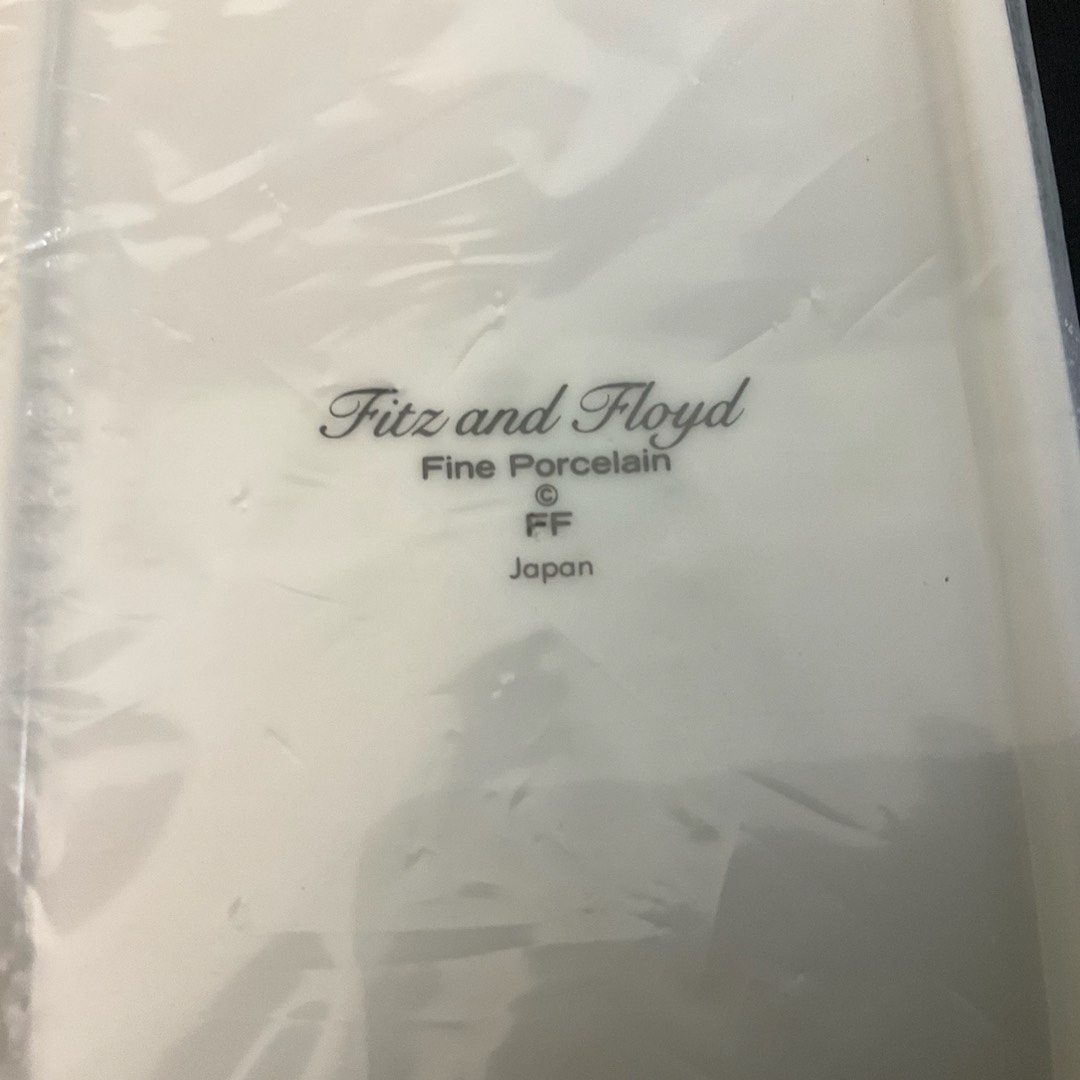 Fitz and Floyd
Fine Porcelain
©
FF
Japan